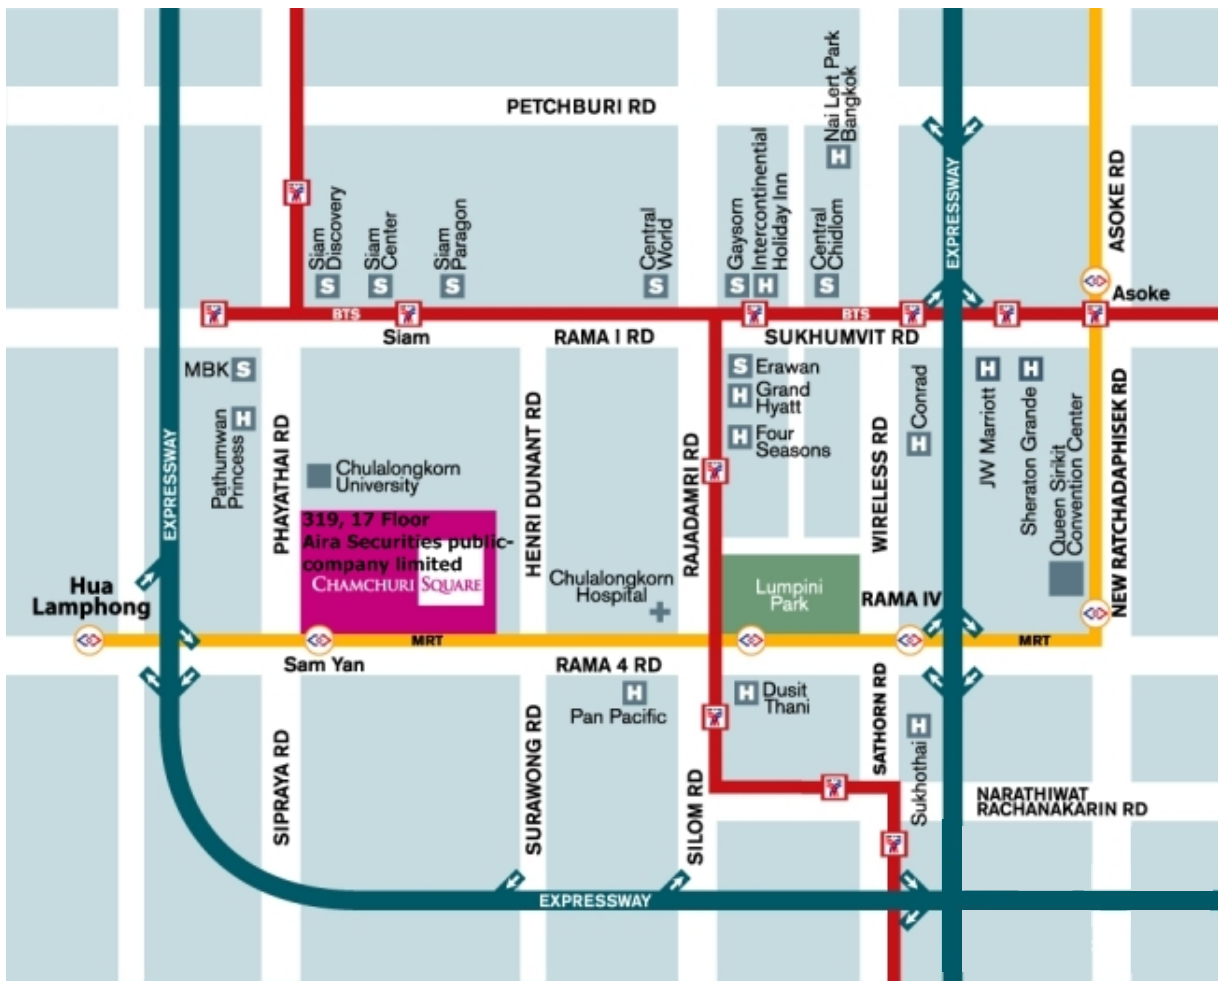 PETCHBURI RD
Nai Lert Park
Bangkok
EXPRESSWAY
ASOKE RD
Siam
Discovery
S
Siam
Center
S
Siam
Paragon
S
Central
World
S
Gaysorn
S
Intercontinential
Holiday Inn
H
Central
Chidlom
S
H
Asoke
BTS
BTS
Siam
RAMA I RD
SUKHUMVIT RD
MBK S
H
Pathumwan
Princess
PHAYATHAI RD
EXPRESSWAY
Chulalongkorn
University
HENRI DUNANT RD
RAJADAMRI RD
S Erawan
H Grand
Hyatt
H Four
Seasons
WIRELESS RD
Conrad
H
H
JW Marriott
H
Sheraton Grande
Queen Sirikit
Convention Center
NEW RATCHADAPHISEK RD
319, 17 Floor
Aira Securities public-
company limited
CHAMCHURI SQUARE
Chulalongkorn
Hospital
Lumpini
Park
RAMA IV
Hua
Lamphong
MRT
MRT
Sam Yan
RAMA 4 RD
H
Pan Pacific
H Dusit
Thani
SATHORN RD
H
Sukhothai
SIPRAYA RD
SURAWONG RD
SILOM RD
NARATHIWAT
RACHANAKARIN RD
EXPRESSWAY